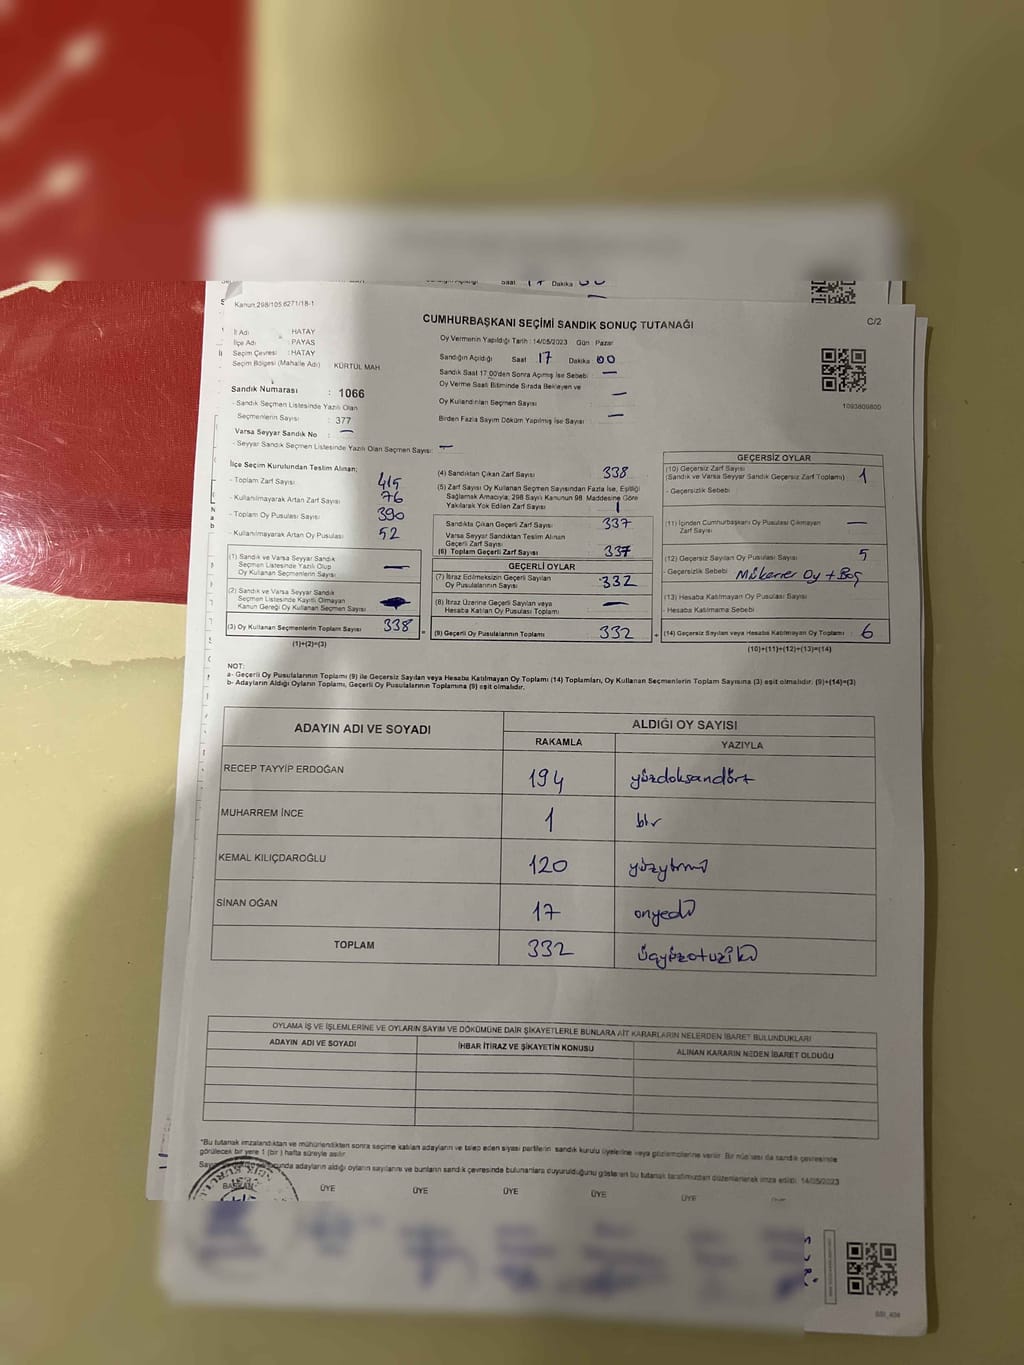 Saat 17 Dakika 00
Kanun:298/105 6271/18-1
CUMHURBAŞKANI SEÇİMİ SANDIK SONUÇ TUTANAĞI
C/2
İl Adı : HATAY
İlçe Adı : PAYAS
Seçim Çevresi : HATAY
Seçim Bölgesi (Mahalle Adı) : KÜRTÜL MAH
Oy Vermenin Yapıldığı Tarih : 14/05/2023 Gün : Pazar
Sandığın Açıldığı Saat 17 Dakika 00
Sandık Saat 17:00'den Sonra Açımış İse Sebebi : —
Oy Verme Saati Bitiminde Sırada Bekleyen ve
Oy Kullandırılan Seçmen Sayısı : —
Birden Fazla Sayım Döküm Yapılmış İse Sayısı : —
1093809800
Sandık Numarası : 1066
- Sandık Seçmen Listesinde Yazılı Olan
Seçmenlerin Sayısı : 377
Varsa Seyyar Sandık No : —
- Seyyar Sandık Seçmen Listesinde Yazılı Olan Seçmen Sayısı: —
İlçe Seçim Kurulundan Teslim Alınan;
- Toplam Zarf Sayısı : 415
- Kullanılmayarak Artan Zarf Sayısı : 76
- Toplam Oy Pusulası Sayısı : 390
- Kullanılmayarak Artan Oy Pusulası : 52
(1) Sandık ve Varsa Seyyar Sandık
Seçmen Listesinde Yazılı Olup
Oy Kullanan Seçmenlerin Sayısı : —
(2) Sandık ve Varsa Seyyar Sandık
Seçmen Listesinde Kayıtlı Olmayan
Kanun Gereği Oy Kullanan Seçmen Sayısı :
(3) Oy Kullanan Seçmenlerin Toplam Sayısı : 338
(1)+(2)=(3)
(4) Sandıktan Çıkan Zarf Sayısı : 338
(5) Zarf Sayısı Oy Kullanan Seçmen Sayısından Fazla İse, Eşitliği
Sağlamak Amacıyla; 298 Sayılı Kanunun 98. Maddesine Göre
Yakılarak Yok Edilen Zarf Sayısı : 1
Sandıkta Çıkan Geçerli Zarf Sayısı : 337
Varsa Seyyar Sandıktan Teslim Alınan
Geçerli Zarf Sayısı :
(6) Toplam Geçerli Zarf Sayısı : 337
GEÇERLİ OYLAR
(7) İtiraz Edilmeksizin Geçerli Sayılan
Oy Pusulalarının Sayısı : 332
(8) İtiraz Üzerine Geçerli Sayılan veya
Hesaba Katılan Oy Pusulası Toplamı : —
(9) Geçerli Oy Pusulalarının Toplamı : 332
GEÇERSİZ OYLAR
(10) Geçersiz Zarf Sayısı
(Sandık ve Varsa Seyyar Sandık Geçersiz Zarf Toplamı) : 1
- Geçersizlik Sebebi :
(11) İçinden Cumhurbaşkanı Oy Pusulası Çıkmayan
Zarf Sayısı : —
(12) Geçersiz Sayılan Oy Pusulası Sayısı : 5
- Geçersizlik Sebebi : Mükerrer Oy + Boş
(13) Hesaba Katılmayan Oy Pusulası Sayısı :
- Hesaba Katılmama Sebebi :
(14) Geçersiz Sayılan veya Hesaba Katılmayan Oy Toplamı : 6
(10)+(11)+(12)+(13)=(14)
NOT:
a- Geçerli Oy Pusulalarının Toplamı (9) ile Geçersiz Sayılan veya Hesaba Katılmayan Oy Toplamı (14) Toplamları, Oy Kullanan Seçmenlerin Toplam Sayısına (3) eşit olmalıdır. (9)+(14)=(3)
b- Adayların Aldığı Oyların Toplamı, Geçerli Oy Pusulalarının Toplamına (9) eşit olmalıdır.
ADAYIN ADI VE SOYADI
ALDIĞI OY SAYISI
RAKAMLA YAZIYLA
RECEP TAYYİP ERDOĞAN 194 yüzdoksandört
MUHARREM İNCE 1 bir
KEMAL KILIÇDAROĞLU 120 yüzyirmi
SİNAN OĞAN 17 onyedi
TOPLAM 332 üçyüzotuziki
OYLAMA İŞ VE İŞLEMLERİNE VE OYLARIN SAYIM VE DÖKÜMÜNE DAİR ŞİKAYETLERLE BUNLARA AİT KARARLARIN NELERDEN İBARET BULUNDUKLARI
ADAYIN ADI VE SOYADI İHBAR İTİRAZ VE ŞİKAYETİN KONUSU ALINAN KARARIN NEDEN İBARET OLDUĞU
"Bu tutanak imzalandıktan ve mühürlendikten sonra seçime katılan adayların ve talep eden siyasi partilerin sandık kurulu üyelerine veya gözlemcilerine verilir. Bir nüshası da sandık çevresinde
görülecek bir yere 1 (bir) hafta süreyle asılır.
adayların aldığı oyların sayılarını ve bunların sandık çevresinde bulunanlara duyurulduğunu gösteren bu tutanak tarafımızdan düzenlenerek imza edildi. 14/05/2023
BAŞKAN ÜYE ÜYE ÜYE ÜYE ÜYE